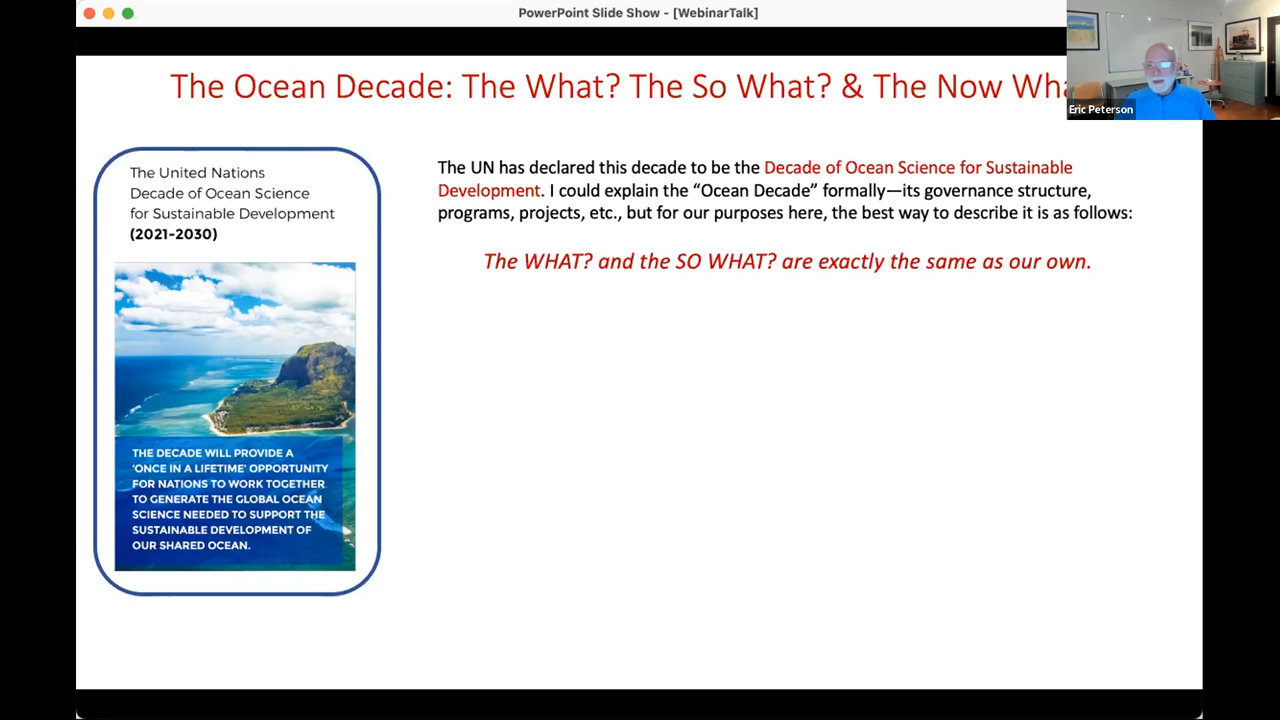 PowerPoint Slide Show - [WebinarTalk]
The Ocean Decade: The What? The So What? & The Now Wha
Eric Peterson
The United Nations
Decade of Ocean Science
for Sustainable Development
(2021-2030)
THE DECADE WILL PROVIDE A
'ONCE IN A LIFETIME' OPPORTUNITY
FOR NATIONS TO WORK TOGETHER
TO GENERATE THE GLOBAL OCEAN
SCIENCE NEEDED TO SUPPORT THE
SUSTAINABLE DEVELOPMENT OF
OUR SHARED OCEAN.
The UN has declared this decade to be the Decade of Ocean Science for Sustainable
Development. I could explain the “Ocean Decade” formally—its governance structure,
programs, projects, etc., but for our purposes here, the best way to describe it is as follows:
The WHAT? and the SO WHAT? are exactly the same as our own.